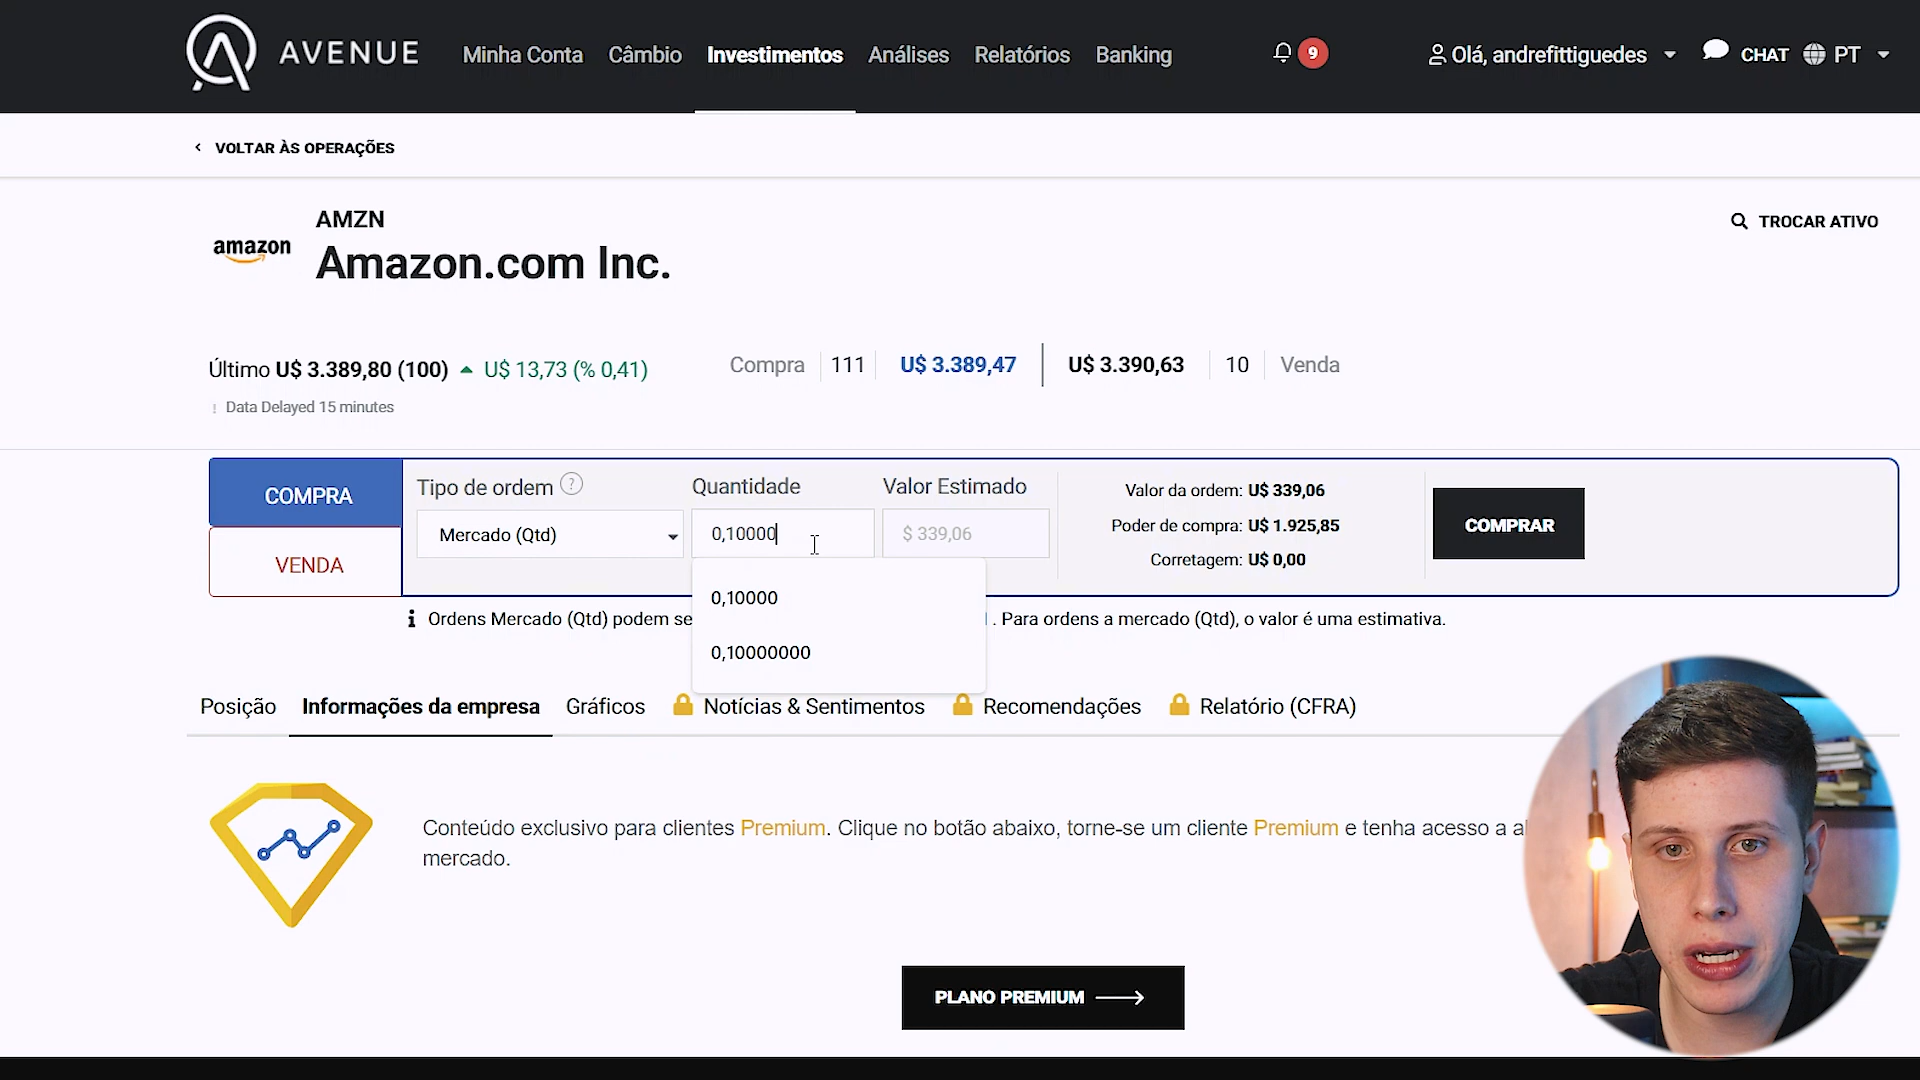 AVENUE
Minha Conta Câmbio Investimentos Análises Relatórios Banking 9 Olá, andrefittiguedes CHAT PT
VOLTAR ÀS OPERAÇÕES
amazon
AMZN
Amazon.com Inc.
TROCAR ATIVO
Último U$ 3.389,80 (100) U$ 13,73 (% 0,41)
Compra 111 U$ 3.389,47 U$ 3.390,63 10 Venda
Data Delayed 15 minutes
COMPRA
VENDA
Tipo de ordem ?
Mercado (Qtd)
Quantidade
0,10000
Valor Estimado
$ 339,06
Valor da ordem: U$ 339,06
Poder de compra: U$ 1.925,85
Corretagem: U$ 0,00
COMPRAR
0,10000
0,10000000
Ordens Mercado (Qtd) podem se . Para ordens a mercado (Qtd), o valor é uma estimativa.
Posição Informações da empresa Gráficos Notícias & Sentimentos Recomendações Relatório (CFRA)
Conteúdo exclusivo para clientes Premium. Clique no botão abaixo, torne-se um cliente Premium e tenha acesso a
mercado.
PLANO PREMIUM